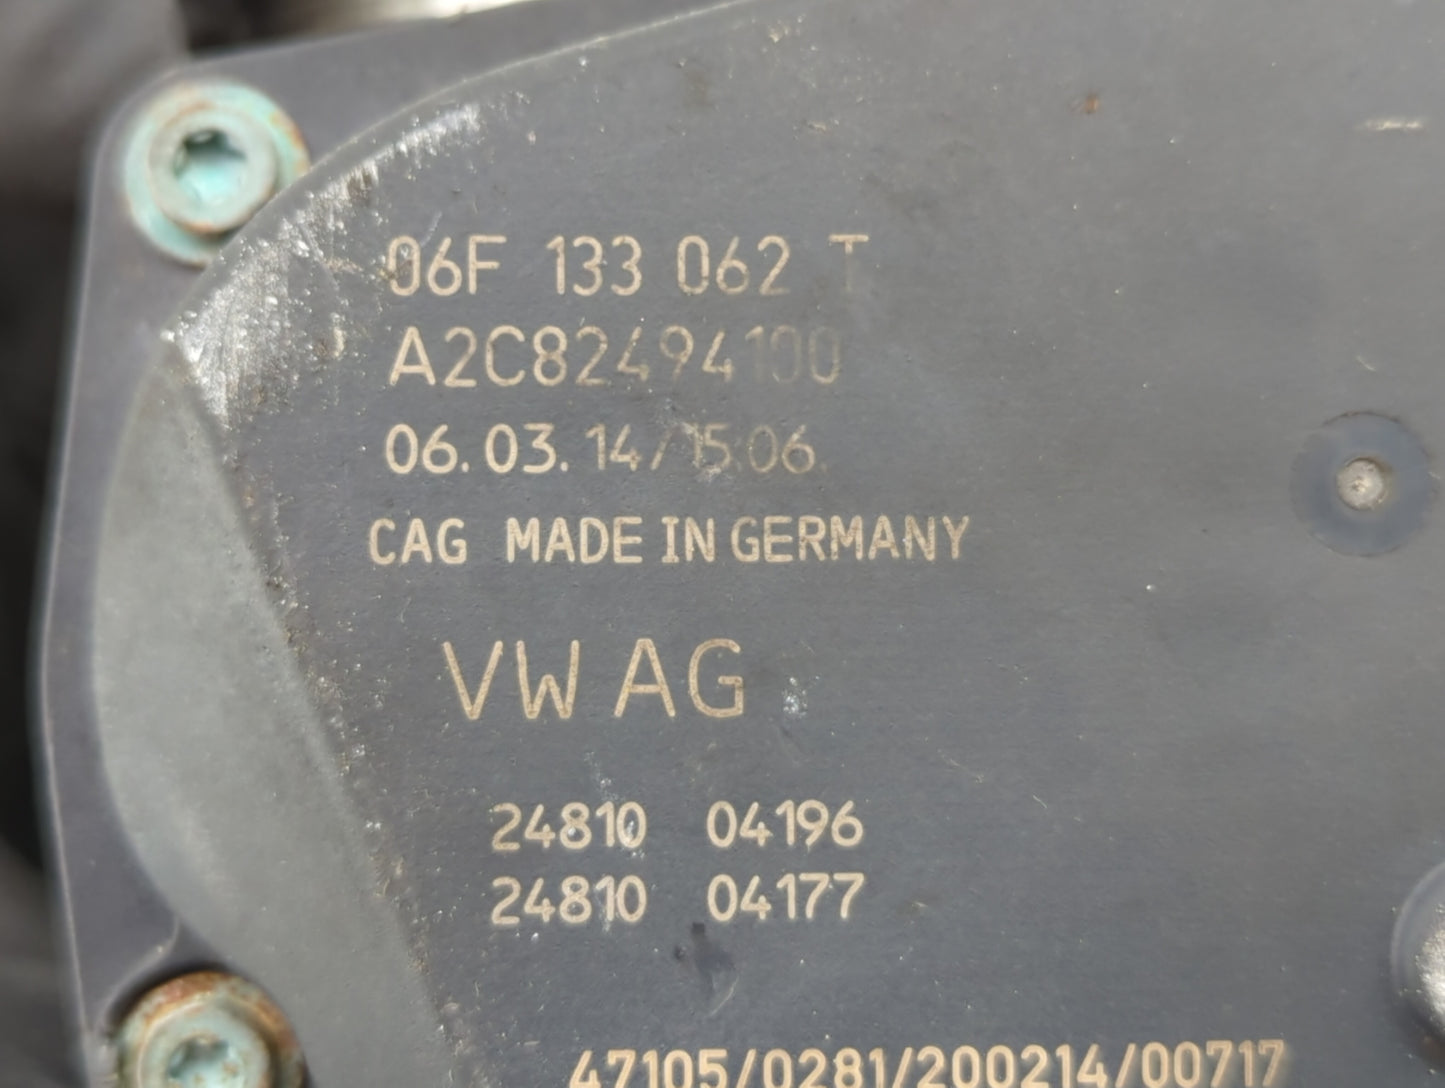 06F 133 062 T
A2C82494100
06.03.14/15:06.
CAG MADE IN GERMANY
VW AG
24810 04196
24810 04177
47105/0281/200214/00717